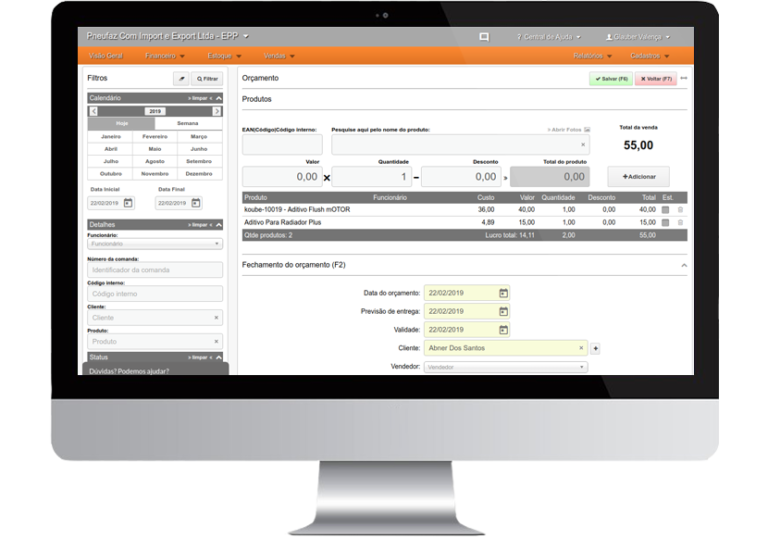 Pneufaz Com Import e Export Ltda - EPP
? Central de Ajuda
Glauber Valença
Visão Geral Financeiro Estoque Vendas Relatórios Cadastros
Filtros
Filtrar
Calendário » limpar «
2019
Hoje Semana
Janeiro Fevereiro Março
Abril Maio Junho
Julho Agosto Setembro
Outubro Novembro Dezembro
Data Inicial Data Final
22/02/2019 22/02/2019
Detalhes » limpar «
Funcionário:
Funcionário
Número da comanda:
Identificador da comanda
Código interno:
Código interno
Cliente:
Cliente ×
Produto:
Produto ×
Status » limpar «
Dúvidas? Podemos ajudar?
Orçamento
Salvar (F8) Voltar (F7)
Produtos
EAN|Código|Código interno: Pesquise aqui pelo nome do produto: Abrir Fotos
×
Total da venda
55,00
Valor Quantidade Desconto Total do produto
0,00 × 1 − 0,00 0,00
+Adicionar
Produto Funcionário Custo Valor Quantidade Desconto Total Est.
koube-10019 - Aditivo Flush mOTOR 36,00 40,00 1,00 0,00 40,00
Aditivo Para Radiador Plus 4,89 15,00 1,00 0,00 15,00
Qtde produtos: 2 Lucro total: 14,11 2,00 55,00
Fechamento do orçamento (F2)
Data do orçamento: 22/02/2019
Previsão de entrega: 22/02/2019
Validade: 22/02/2019
Cliente: Abner Dos Santos × +
Vendedor: Vendedor